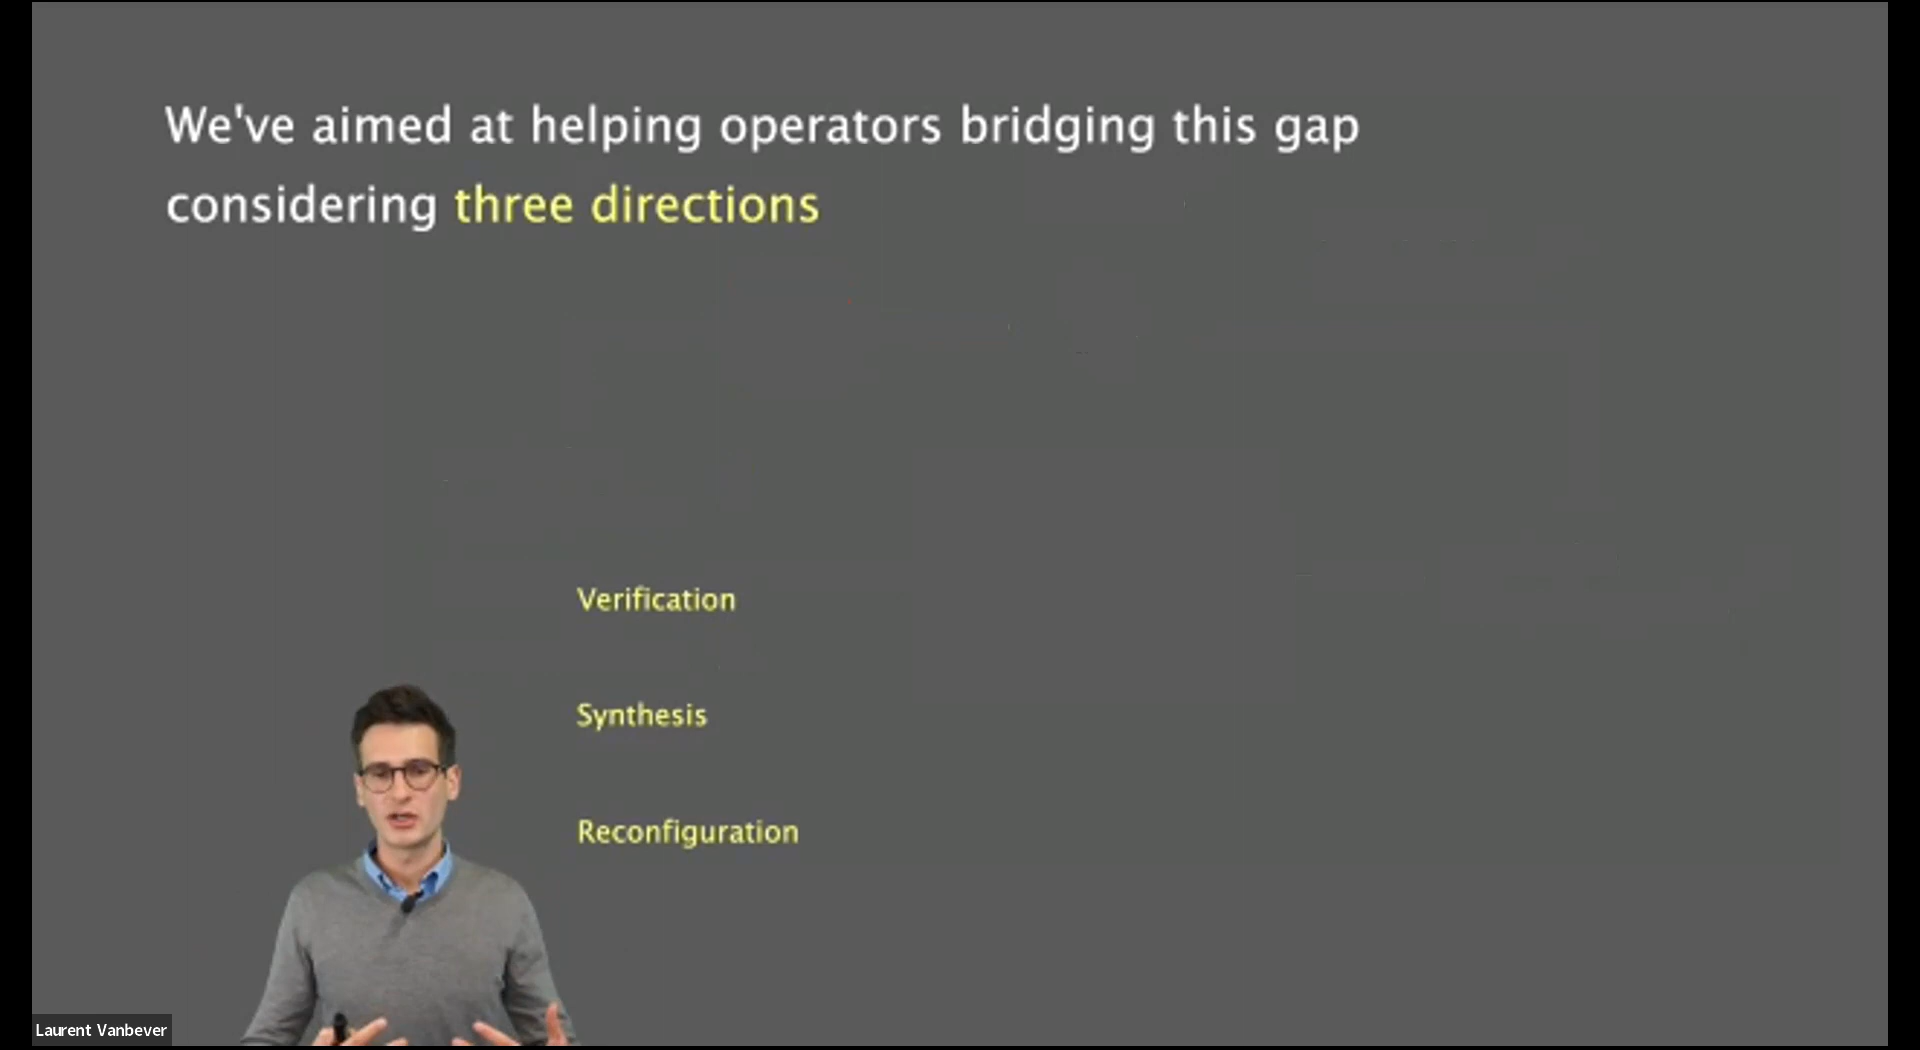 We've aimed at helping operators bridging this gap
considering three directions
Verification
Synthesis
Reconfiguration
Laurent Vanbever